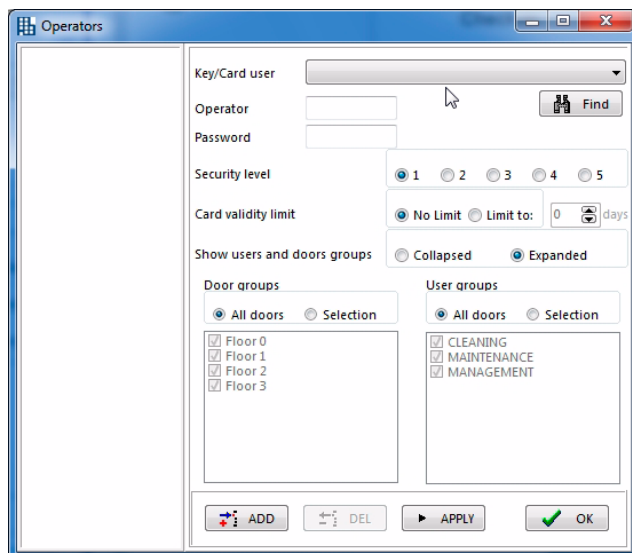 Operators
Key/Card user
Operator
Find
Password
Security level 1 2 3 4 5
Card validity limit No Limit Limit to: 0 days
Show users and doors groups Collapsed Expanded
Door groups User groups
All doors Selection All doors Selection
Floor 0 CLEANING
Floor 1 MAINTENANCE
Floor 2 MANAGEMENT
Floor 3
ADD DEL APPLY OK